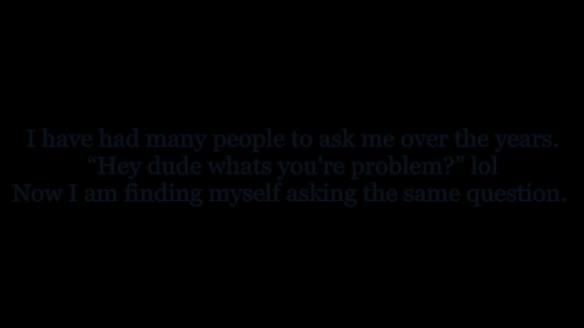 I have had many people to ask me over the years.
“Hey dude whats you're problem?” lol
Now I am finding myself asking the same question.